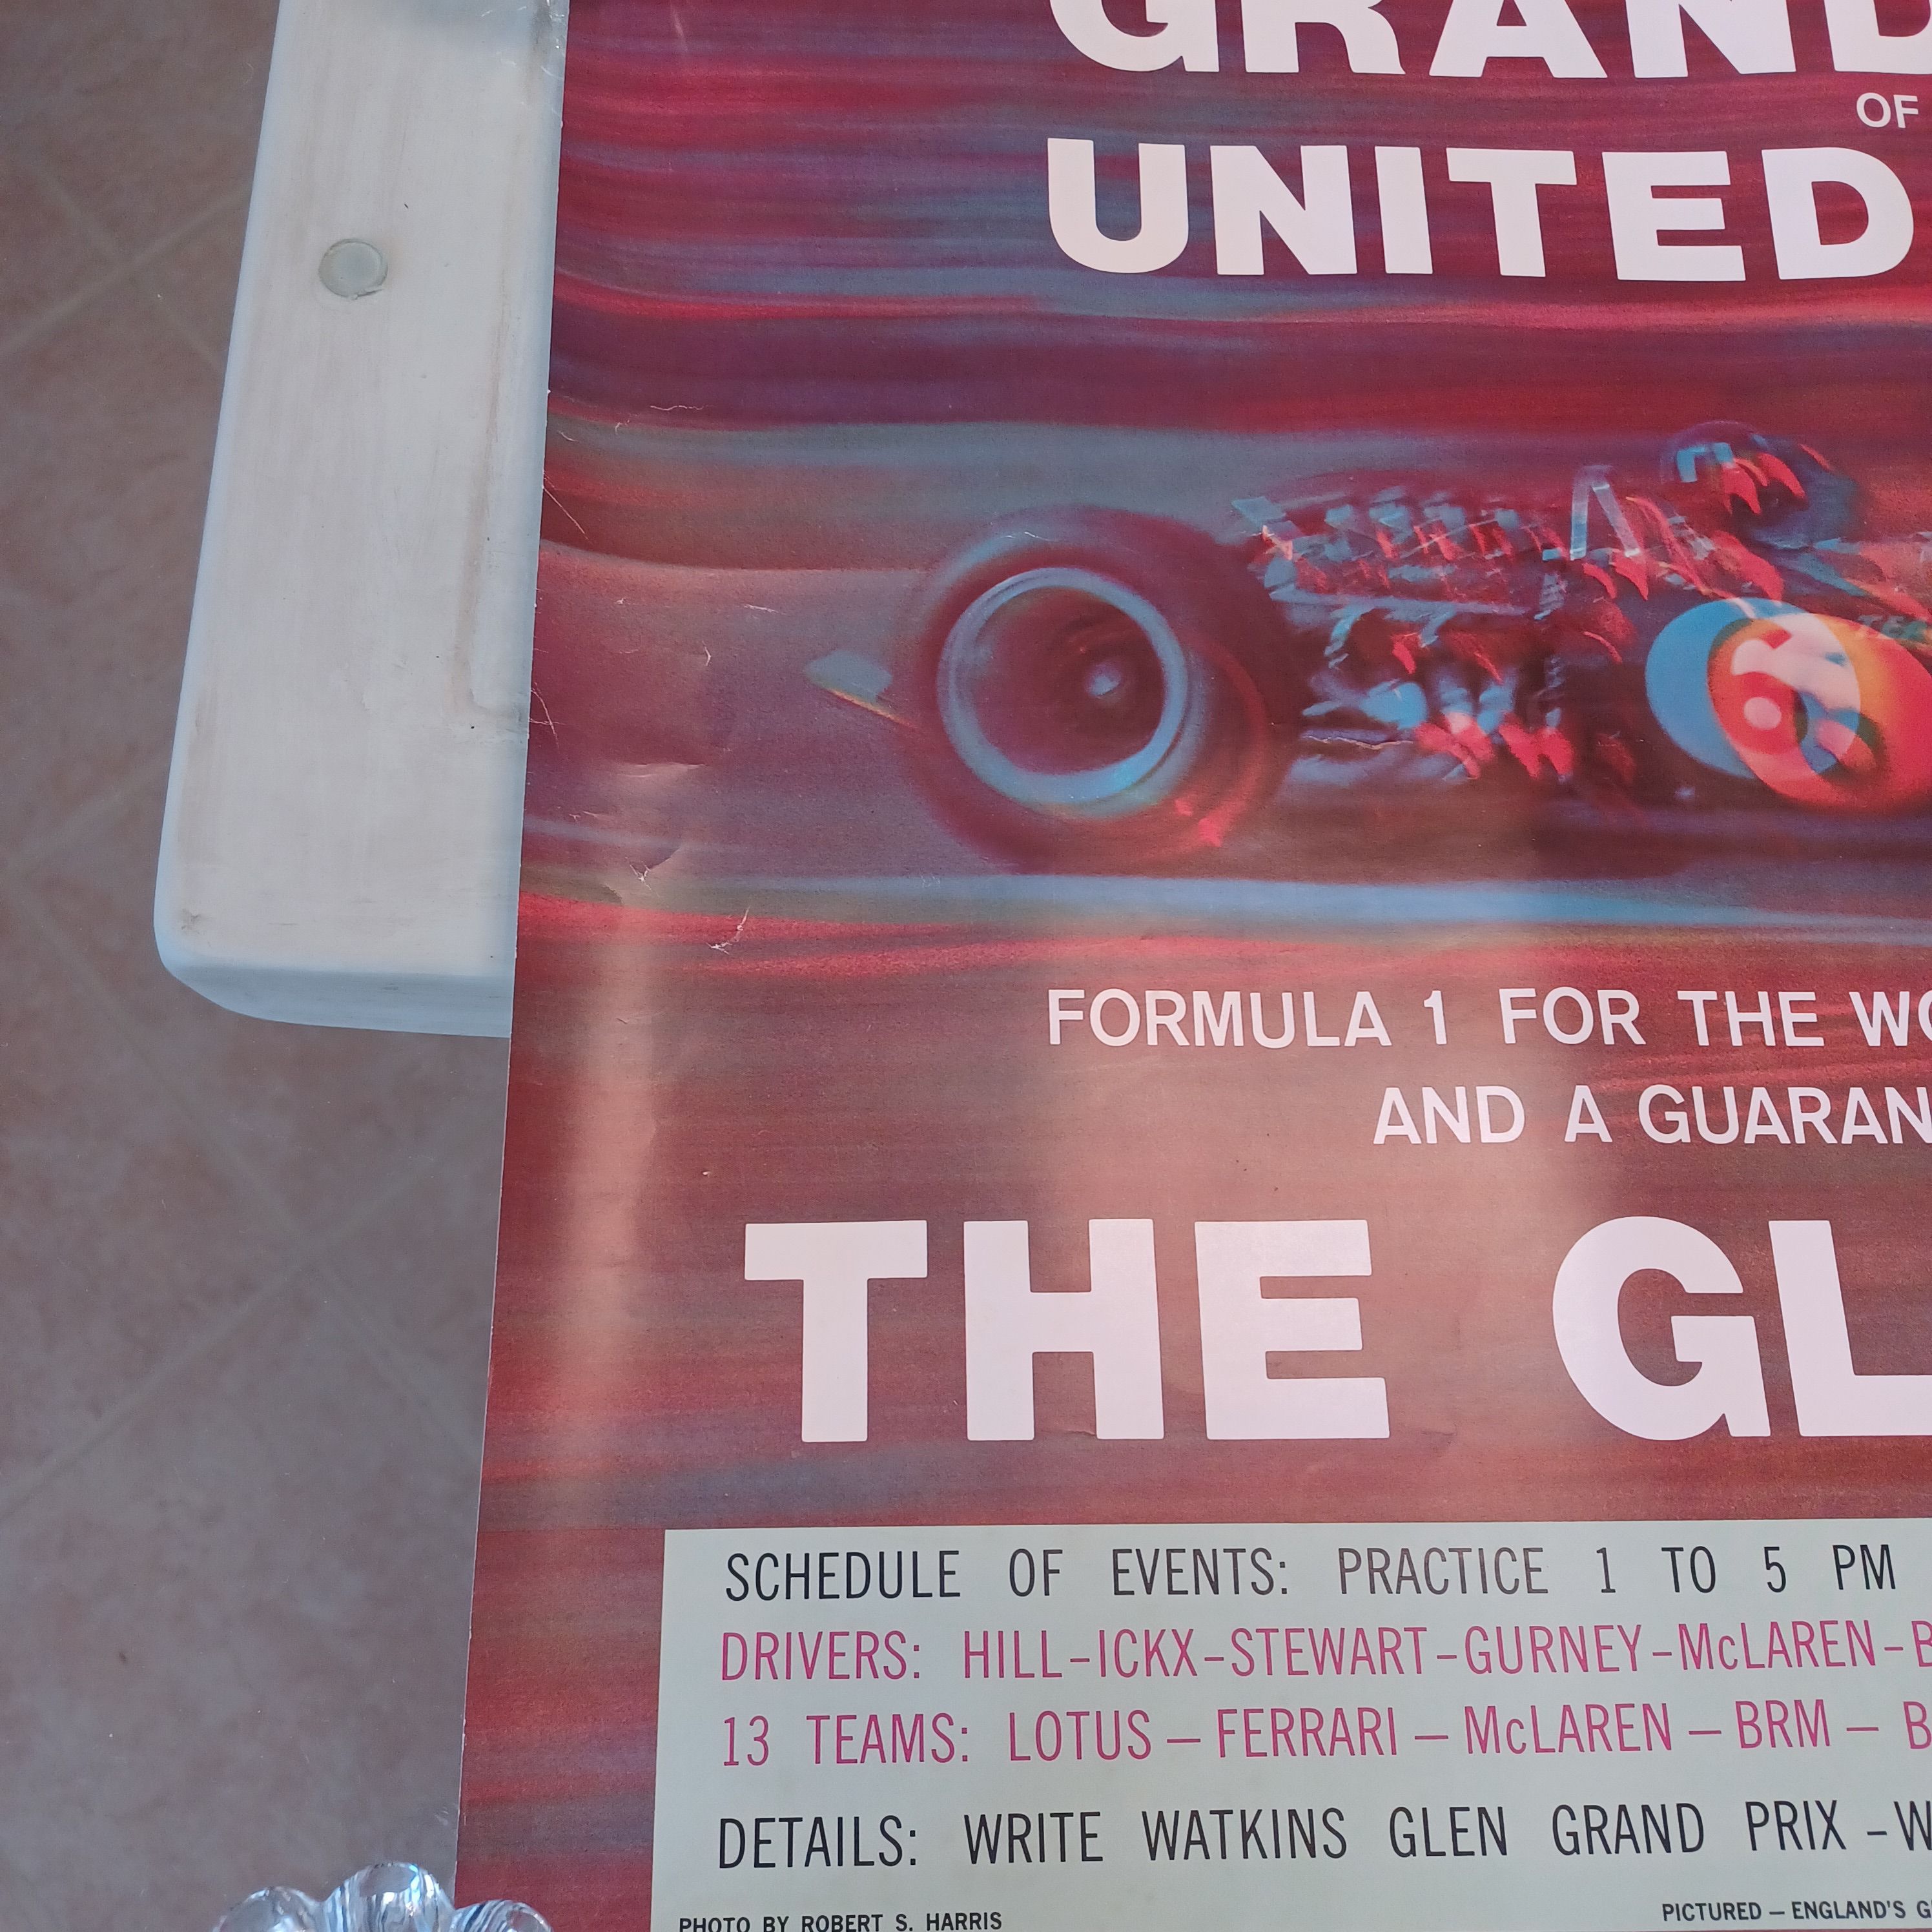 GRAND
OF
UNITED
FORMULA 1 FOR THE WO
AND A GUARAN
THE GL
SCHEDULE OF EVENTS: PRACTICE 1 TO 5 PM
DRIVERS: HILL-ICKX-STEWART-GURNEY-McLAREN-B
13 TEAMS: LOTUS — FERRARI — McLAREN — BRM — B
DETAILS: WRITE WATKINS GLEN GRAND PRIX - W
PHOTO BY ROBERT S. HARRIS
PICTURED — ENGLAND'S G